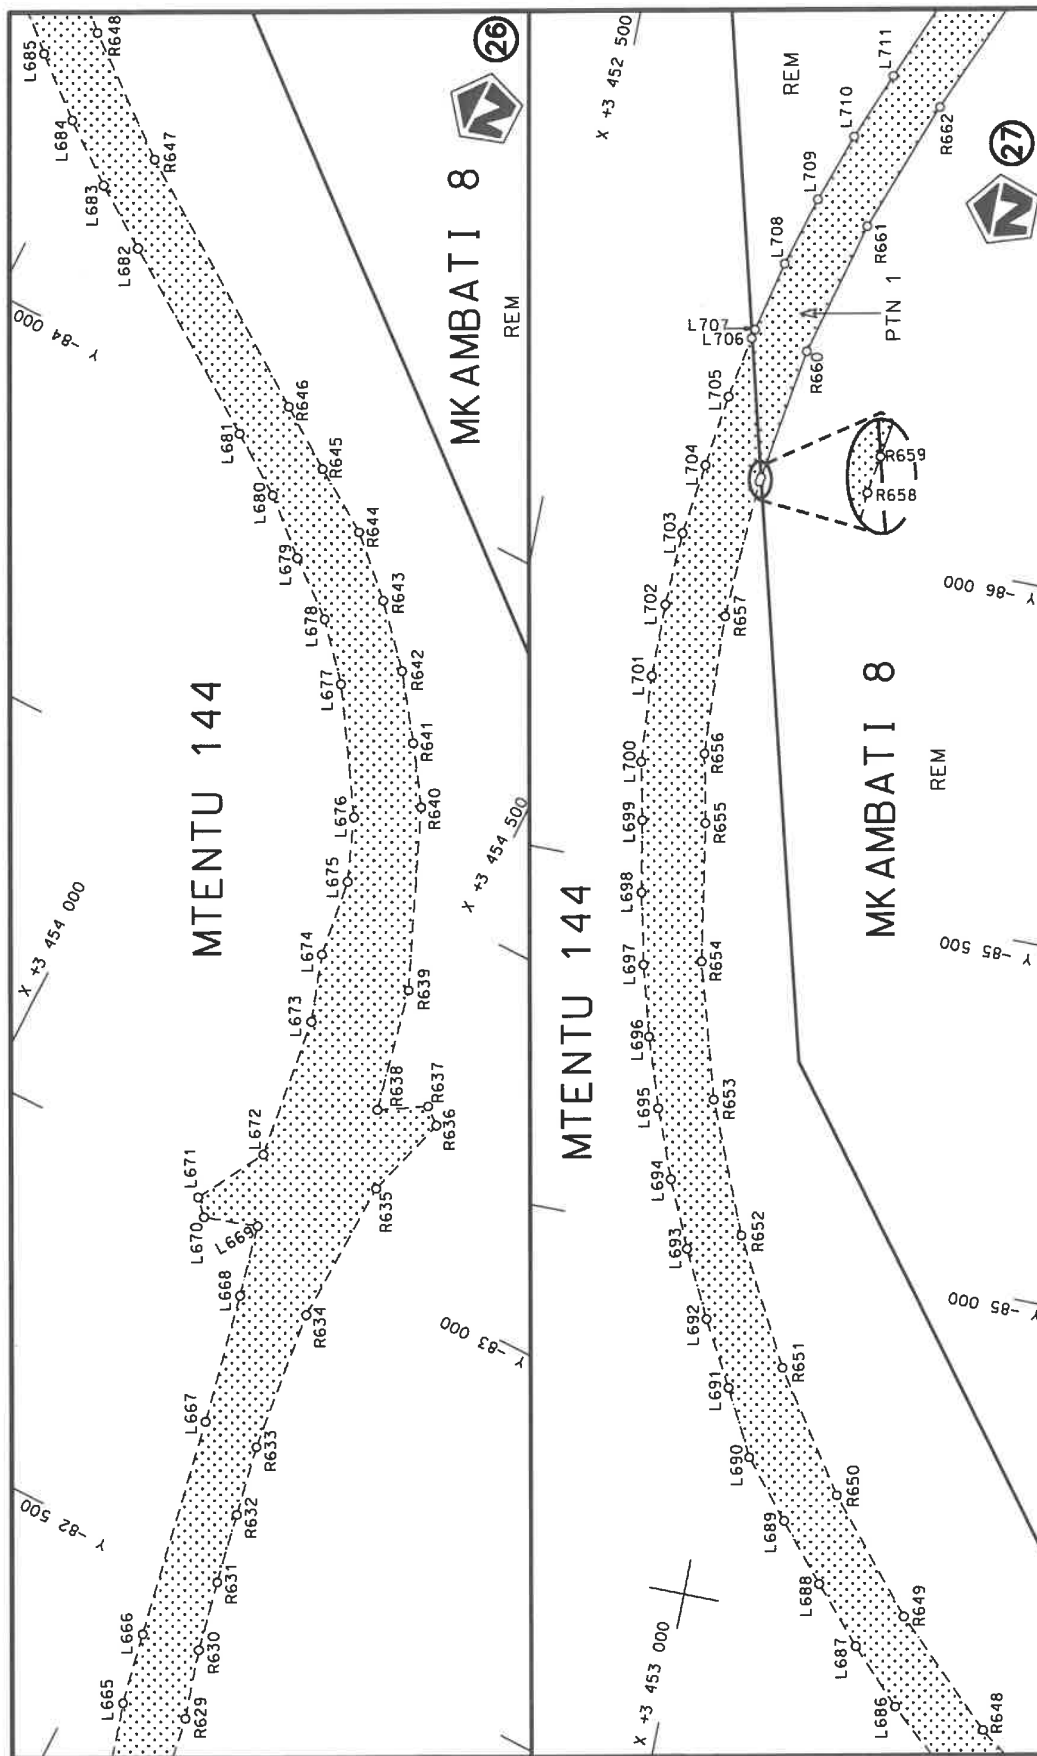 26
N
MTENTU 144
MKAMBATI 8
REM
X +3 454 000
X +3 454 500
Y -82 500
Y -83 000
Y -84 000
L665
L666
L667
L668
L669
L670
L671
L672
L673
L674
L675
L676
L677
L678
L679
L680
L681
L682
L683
L684
L685
R629
R630
R631
R632
R633
R634
R635
R636
R637
R638
R639
R640
R641
R642
R643
R644
R645
R646
R647
R648
27
N
MTENTU 144
MKAMBATI 8
REM
REM
PTN 1
X +3 453 000
X +3 452 500
Y -85 000
Y -85 500
Y -86 000
L686
L687
L688
L689
L690
L691
L692
L693
L694
L695
L696
L697
L698
L699
L700
L701
L702
L703
L704
L705
L706
L707
L708
L709
L710
L711
R648
R649
R650
R651
R652
R653
R654
R655
R656
R657
R658
R659
R660
R661
R662